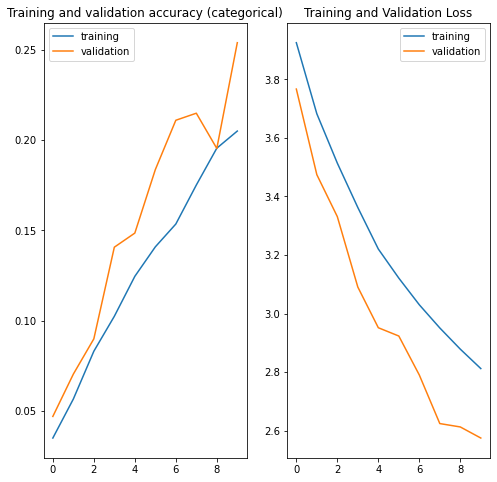 Training and validation accuracy (categorical)
training
validation
0.25
0.20
0.15
0.10
0.05
0 2 4 6 8
Training and Validation Loss
training
validation
3.8
3.6
3.4
3.2
3.0
2.8
2.6
0 2 4 6 8